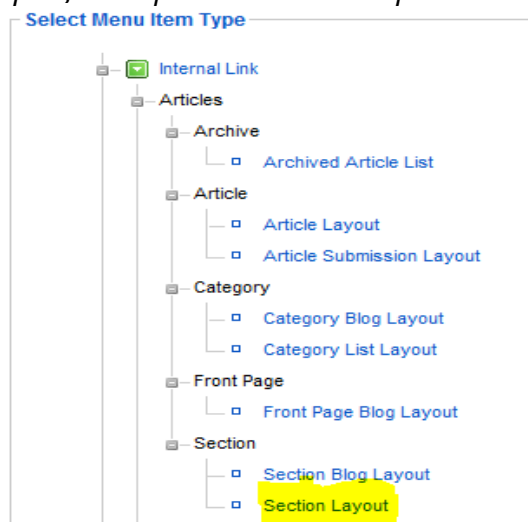 Select Menu Item Type
Internal Link
Articles
Archive
Archived Article List
Article
Article Layout
Article Submission Layout
Category
Category Blog Layout
Category List Layout
Front Page
Front Page Blog Layout
Section
Section Blog Layout
Section Layout